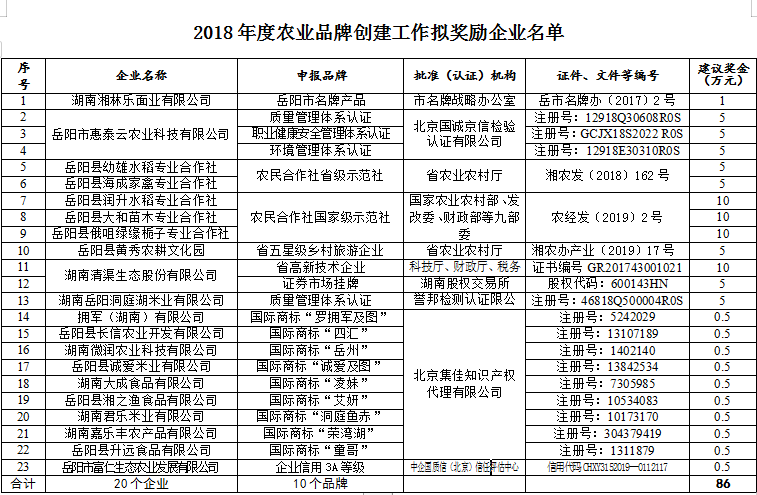 2018 年度农业品牌创建工作拟奖励企业名单
序号 企业名称 申报品牌 批准（认证）机构 证件、文件等编号 建议奖金（万元）
1 湖南湘林乐面业有限公司 岳阳市名牌产品 市名牌战略办公室 岳市名牌办（2017）2 号 1
2 岳阳市惠泰云农业科技有限公司 质量管理体系认证 北京国诚京信检验认证有限公司 注册号：12918Q30608R0S 5
3 职业健康安全管理体系认证 注册号：GCJX18S2022 R0S 5
4 环境管理体系认证 注册号：12918E30310R0S 5
5 岳阳县幼雄水稻专业合作社 农民合作社省级示范社 省农业农村厅 湘农发（2018）162 号 5
6 岳阳县海成家鑫专业合作社 5
7 岳阳县润升水稻专业合作社 农民合作社国家级示范社 国家农业农村部、发改委、财政部等九部委 农经发（2019）2 号 10
8 岳阳县大和苗木专业合作社 10
9 岳阳县俄咀绿缘栀子专业合作社 10
10 岳阳县黄秀农耕文化园 省五星级乡村旅游企业 省农业农村厅 湘农办产业（2019）17 号 5
11 湖南清渠生态股份有限公司 省高新技术企业 科技厅、财政厅、税务 证书编号 GR201743001021 10
12 证券市场挂牌 湖南股权交易所 股权代码：600143HN 5
13 湖南岳阳洞庭湖米业有限公司 质量管理体系认证 誉邦检测认证限公 注册号：46818Q500004R0S 5
14 拥军（湖南）有限公司 国际商标“罗拥军及图” 北京集佳知识产权代理有限公司 注册号：5242029 0.5
15 岳阳县长信农业开发有限公司 国际商标“四汇” 注册号：13107189 0.5
16 湖南微润农业科技有限公司 国际商标“岳州” 注册号：1402140 0.5
17 岳阳县诚爱米业有限公司 国际商标“诚爱及图” 注册号：13842534 0.5
18 湖南大成食品有限公司 国际商标“凌妹” 注册号：7305985 0.5
19 岳阳县湘之渔食品有限公司 国际商标“艾妍” 注册号：10534083 0.5
20 湖南君乐米业有限公司 国际商标“洞庭鱼赤” 注册号：10173170 0.5
21 湖南嘉乐丰农产品有限公司 国际商标“荣湾湖” 注册号：304379419 0.5
22 岳阳县升远食品有限公司 国际商标“童哥” 注册号：1311879 0.5
23 岳阳市富仁生态农业发展有限公司 企业信用 3A 等级 中企国质信（北京）信任评估中心 信用代码CHXY3152019—0112117 0.5
合计 20 个企业 10 个品牌 86